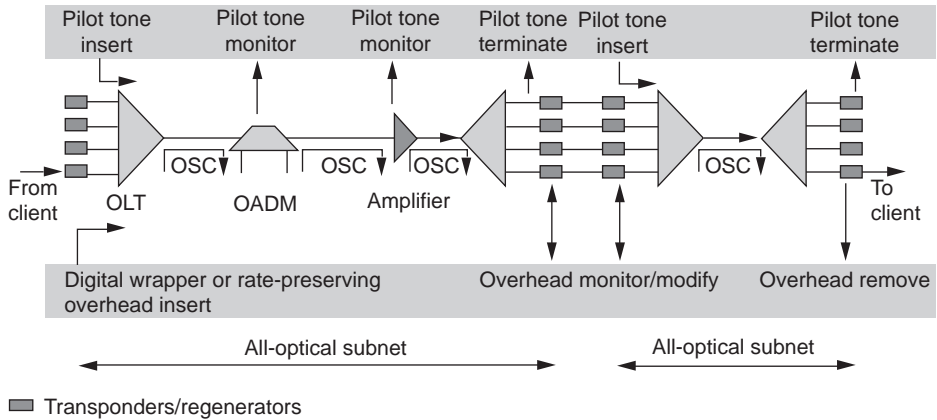 Pilot tone
insert
Pilot tone
monitor
Pilot tone
monitor
Pilot tone
terminate
Pilot tone
insert
Pilot tone
terminate
OSC
OSC
OSC
OSC
From
client
OLT
OADM
Amplifier
To
client
Digital wrapper or rate-preserving
overhead insert
Overhead monitor/modify
Overhead remove
All-optical subnet
All-optical subnet
Transponders/regenerators